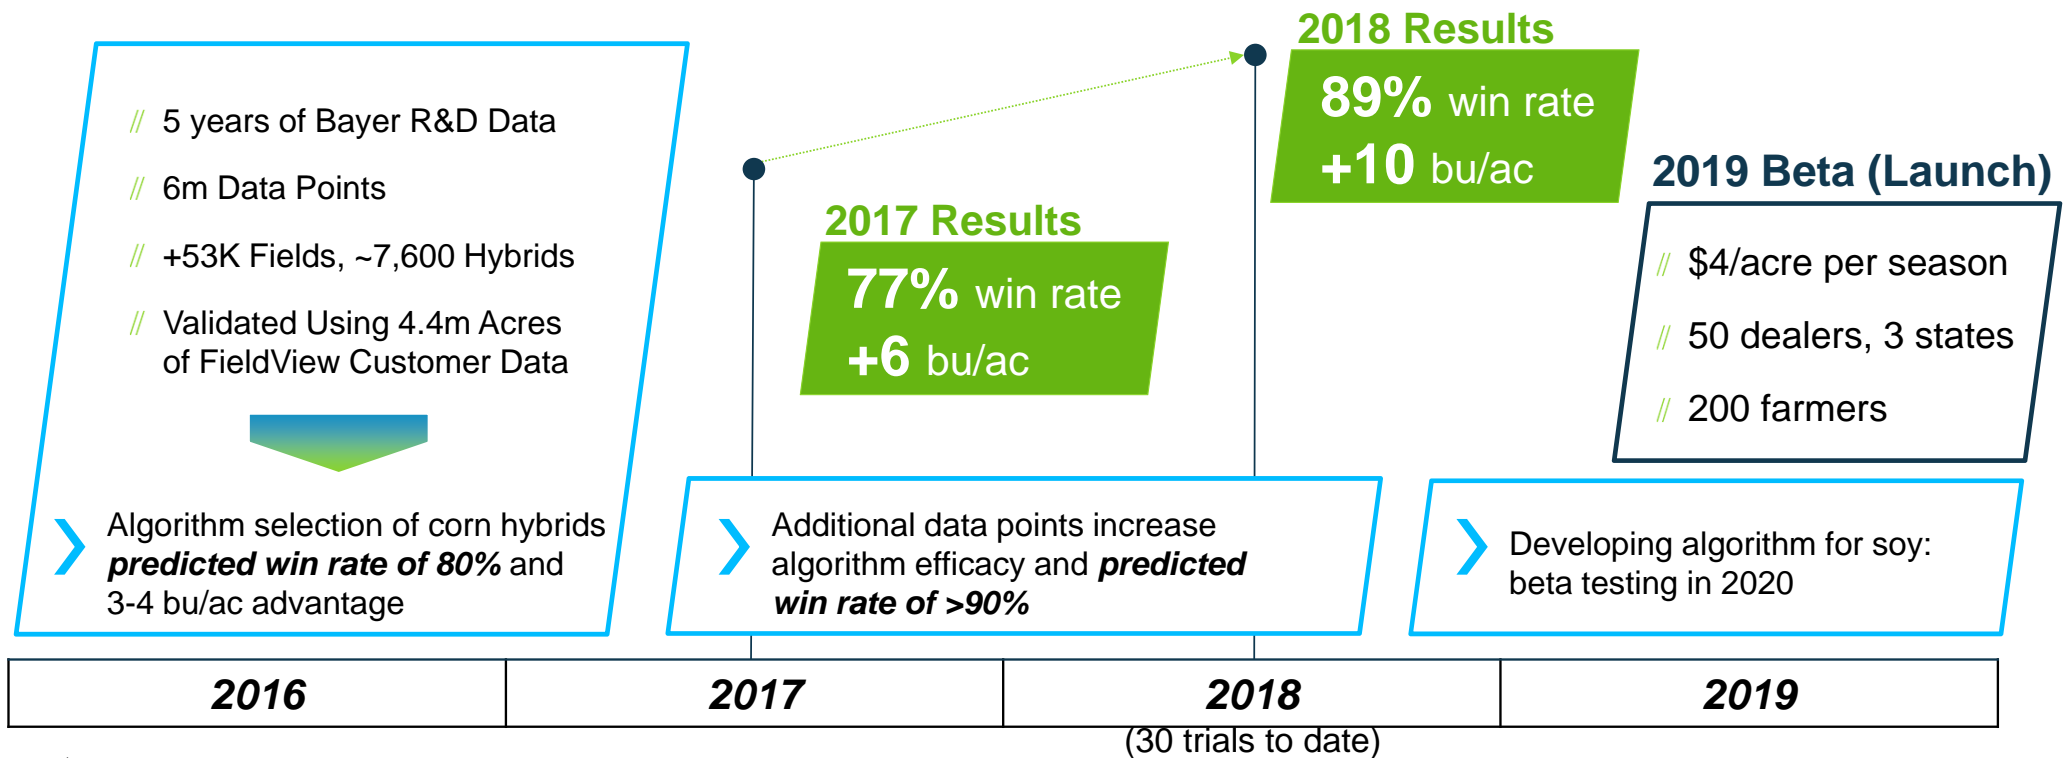 // 5 years of Bayer R&D Data
// 6m Data Points
// +53K Fields, ~7,600 Hybrids
// Validated Using 4.4m Acres
of FieldView Customer Data
Algorithm selection of corn hybrids
predicted win rate of 80% and
3-4 bu/ac advantage
2017 Results
77% win rate
+6 bu/ac
2018 Results
89% win rate
+10 bu/ac
Additional data points increase
algorithm efficacy and predicted
win rate of >90%
2019 Beta (Launch)
// $4/acre per season
// 50 dealers, 3 states
// 200 farmers
Developing algorithm for soy:
beta testing in 2020
2016
2017
2018
2019
(30 trials to date)